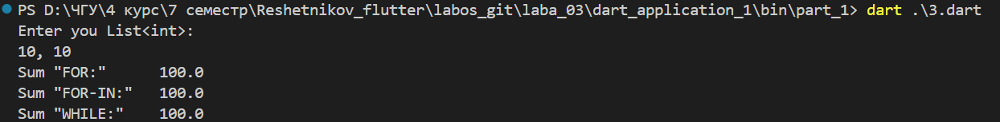 PS D:\ЧГУ\4 курс\7 семестр\Reshetnikov_flutter\labos_git\laba_03\dart_application_1\bin\part_1> dart .\3.dart
Enter you List<int>:
10, 10
Sum "FOR:"      100.0
Sum "FOR-IN:"   100.0
Sum "WHILE:"    100.0